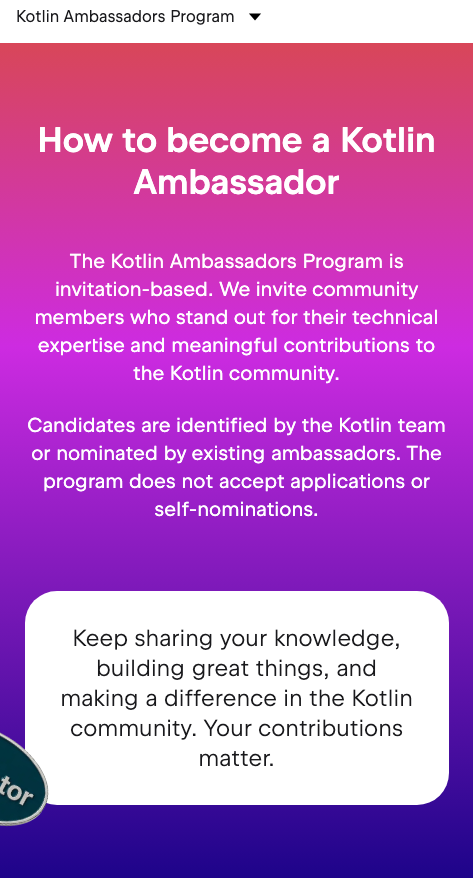 Kotlin Ambassadors Program
How to become a Kotlin
Ambassador
The Kotlin Ambassadors Program is
invitation-based. We invite community
members who stand out for their technical
expertise and meaningful contributions to
the Kotlin community.
Candidates are identified by the Kotlin team
or nominated by existing ambassadors. The
program does not accept applications or
self-nominations.
Keep sharing your knowledge,
building great things, and
making a difference in the Kotlin
community. Your contributions
matter.
tor